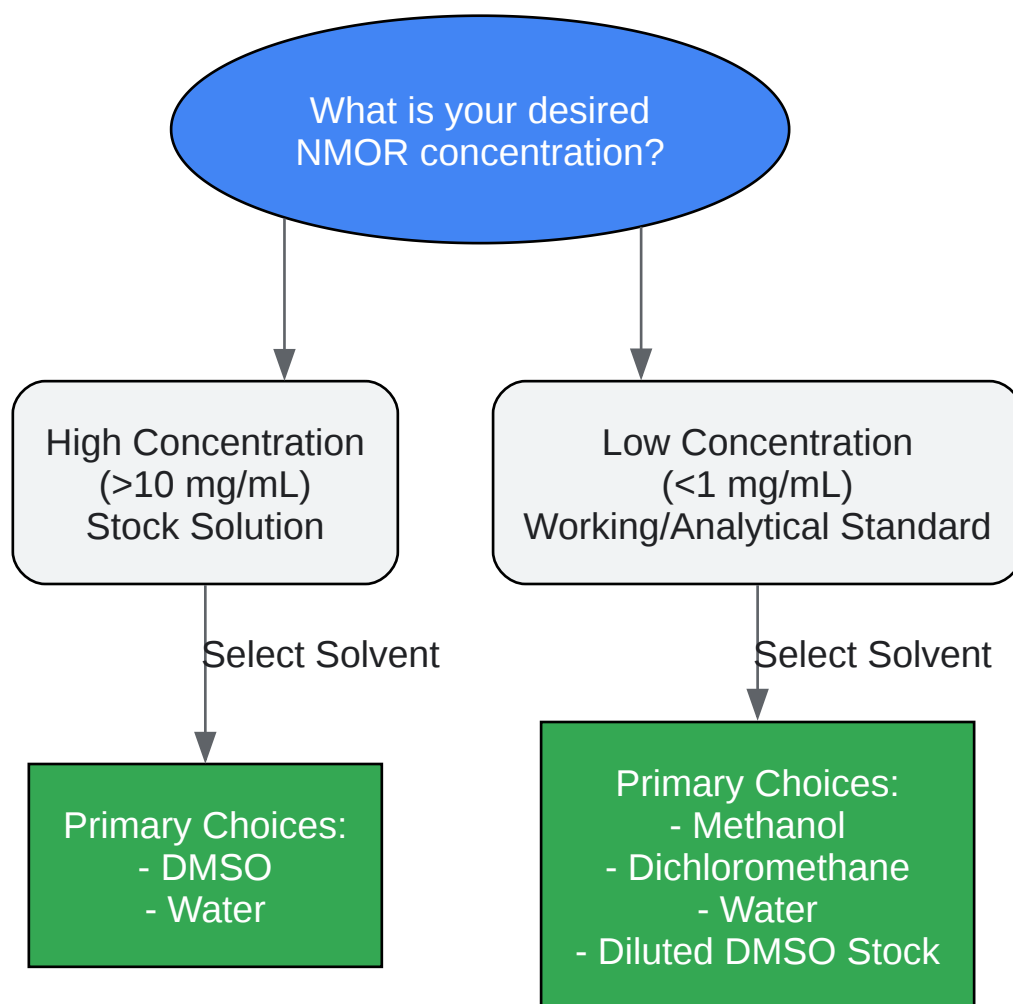 What is your desired
NMOR concentration?
High Concentration
(>10 mg/mL)
Stock Solution
Low Concentration
(<1 mg/mL)
Working/Analytical Standard
Select Solvent
Select Solvent
Primary Choices:
- DMSO
- Water
Primary Choices:
- Methanol
- Dichloromethane
- Water
- Diluted DMSO Stock